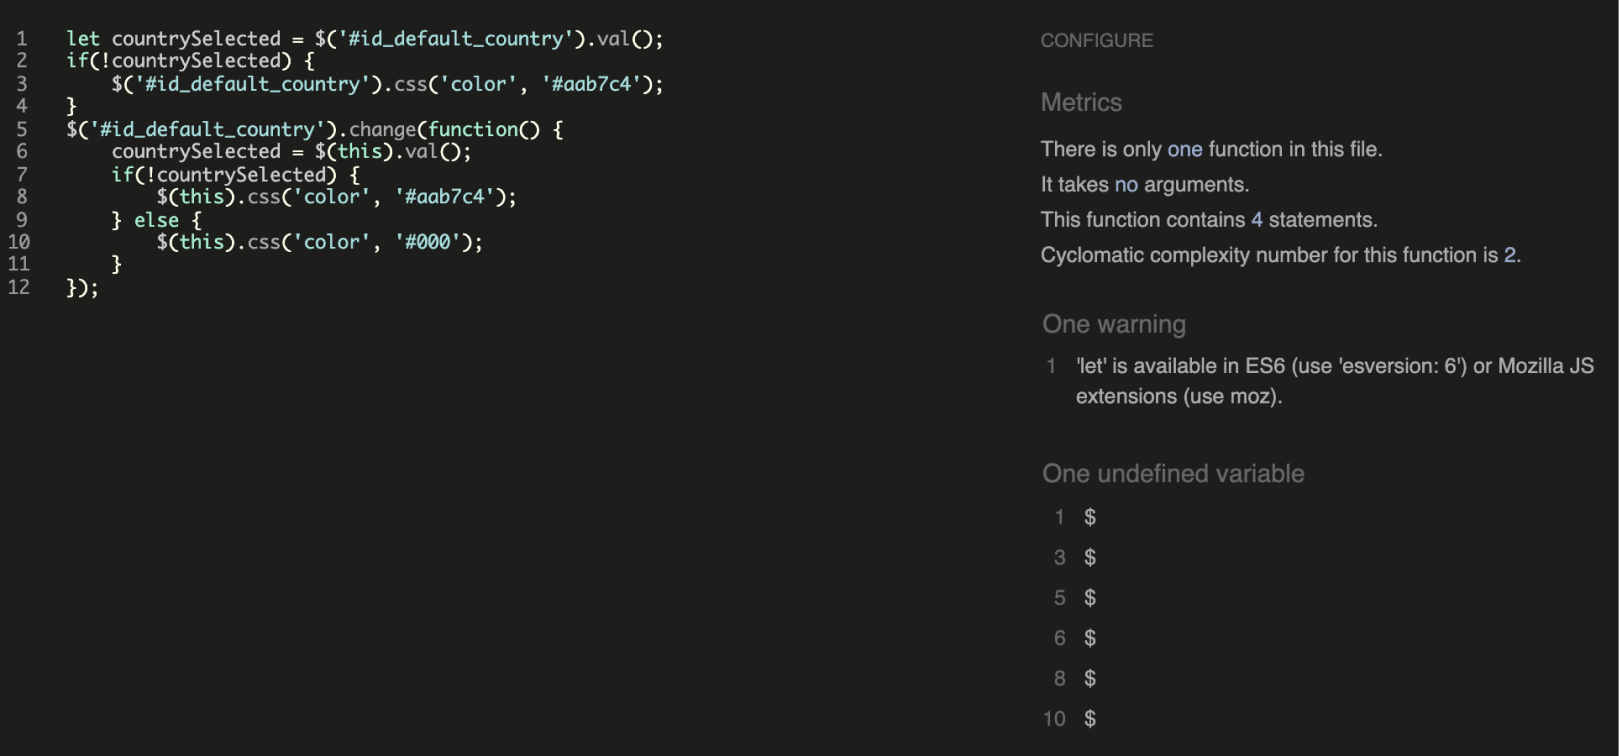 1 let countrySelected = $('#id_default_country').val();
2 if(!countrySelected) {
3 $('#id_default_country').css('color', '#aab7c4');
4 }
5 $('#id_default_country').change(function() {
6 countrySelected = $(this).val();
7 if(!countrySelected) {
8 $(this).css('color', '#aab7c4');
9 } else {
10 $(this).css('color', '#000');
11 }
12 });
CONFIGURE
Metrics
There is only one function in this file.
It takes no arguments.
This function contains 4 statements.
Cyclomatic complexity number for this function is 2.
One warning
1 'let' is available in ES6 (use 'esversion: 6') or Mozilla JS
extensions (use moz).
One undefined variable
1 $
3 $
5 $
6 $
8 $
10 $